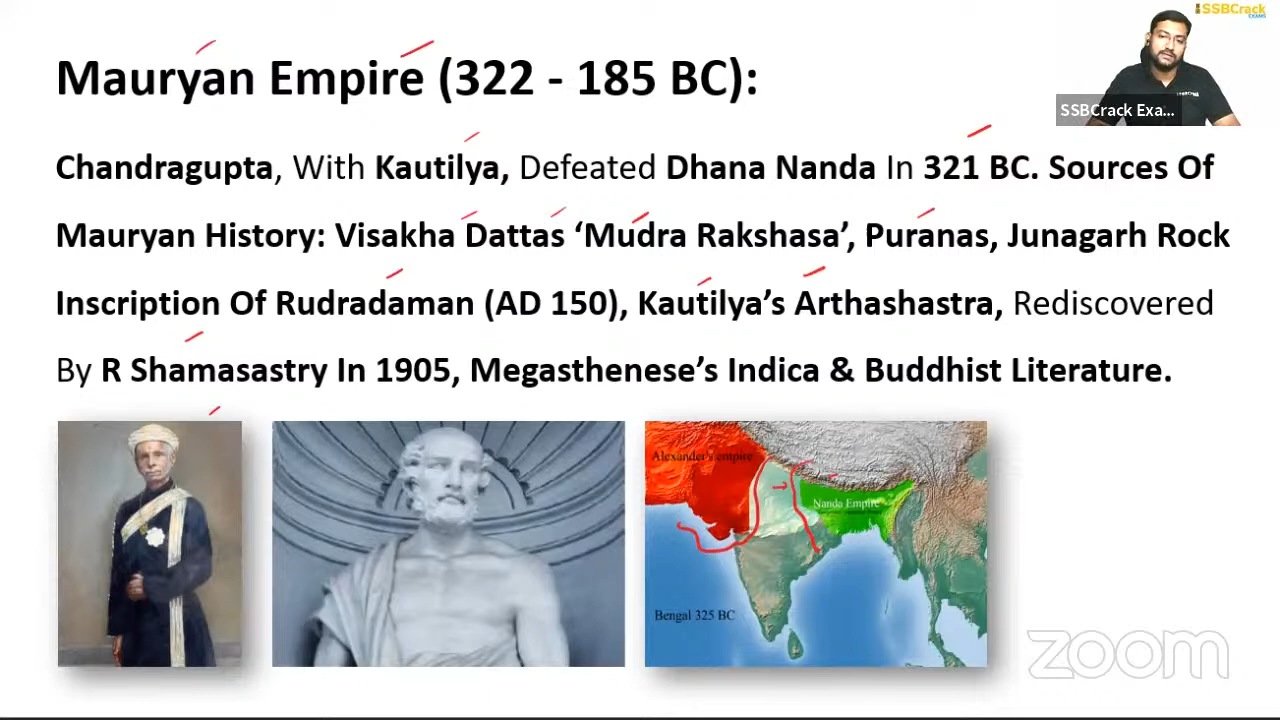 SSBCrack
EXAMS
Mauryan Empire (322 - 185 BC):
SSBCrack Exa...
Chandragupta, With Kautilya, Defeated Dhana Nanda In 321 BC. Sources Of
Mauryan History: Visakha Dattas ‘Mudra Rakshasa’, Puranas, Junagarh Rock
Inscription Of Rudradaman (AD 150), Kautilya’s Arthashastra, Rediscovered
By R Shamasastry In 1905, Megasthenese’s Indica & Buddhist Literature.
Alexander's empire
Nanda Empire
Bengal 325 BC
zoom